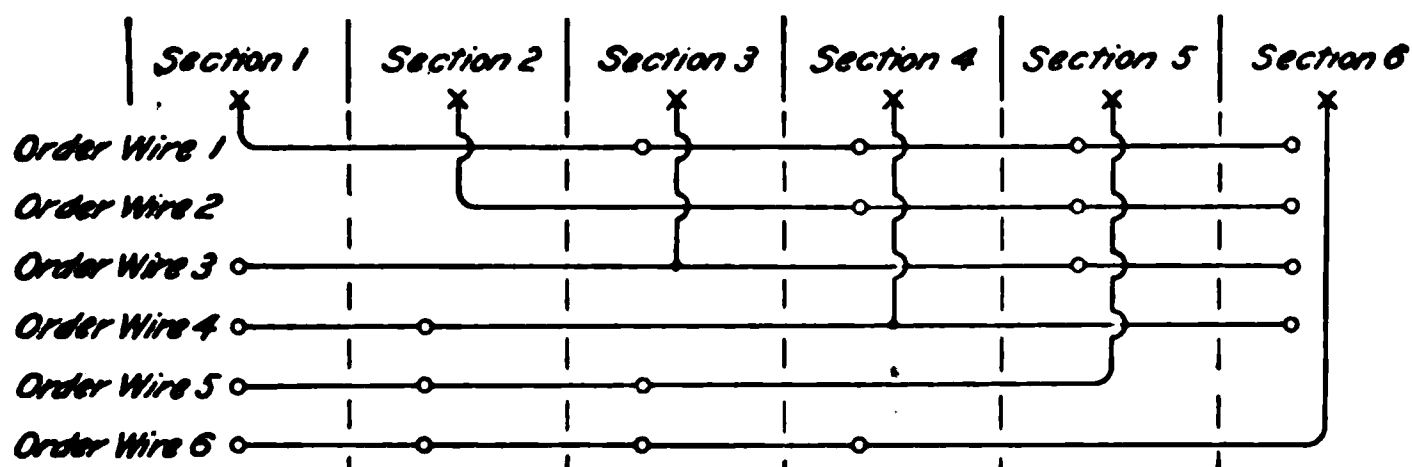 Section 1 Section 2 Section 3 Section 4 Section 5 Section 6
Order Wire 1
Order Wire 2
Order Wire 3
Order Wire 4
Order Wire 5
Order Wire 6